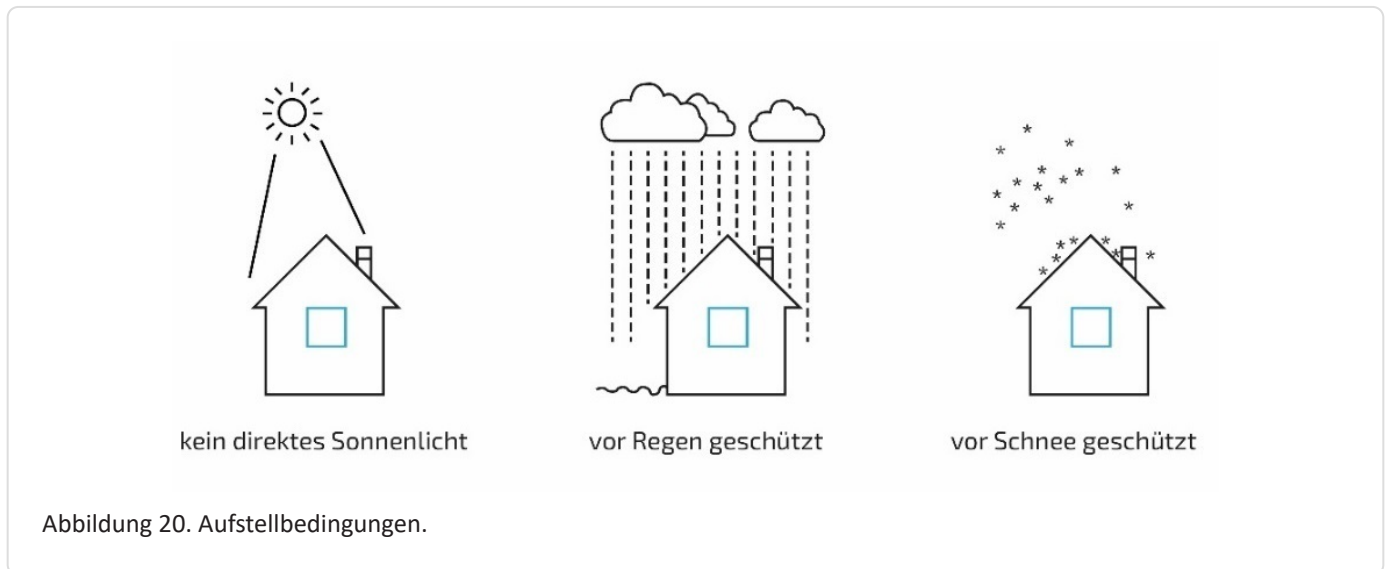 kein direktes Sonnenlicht
vor Regen geschützt
vor Schnee geschützt
Abbildung 20. Aufstellbedingungen.